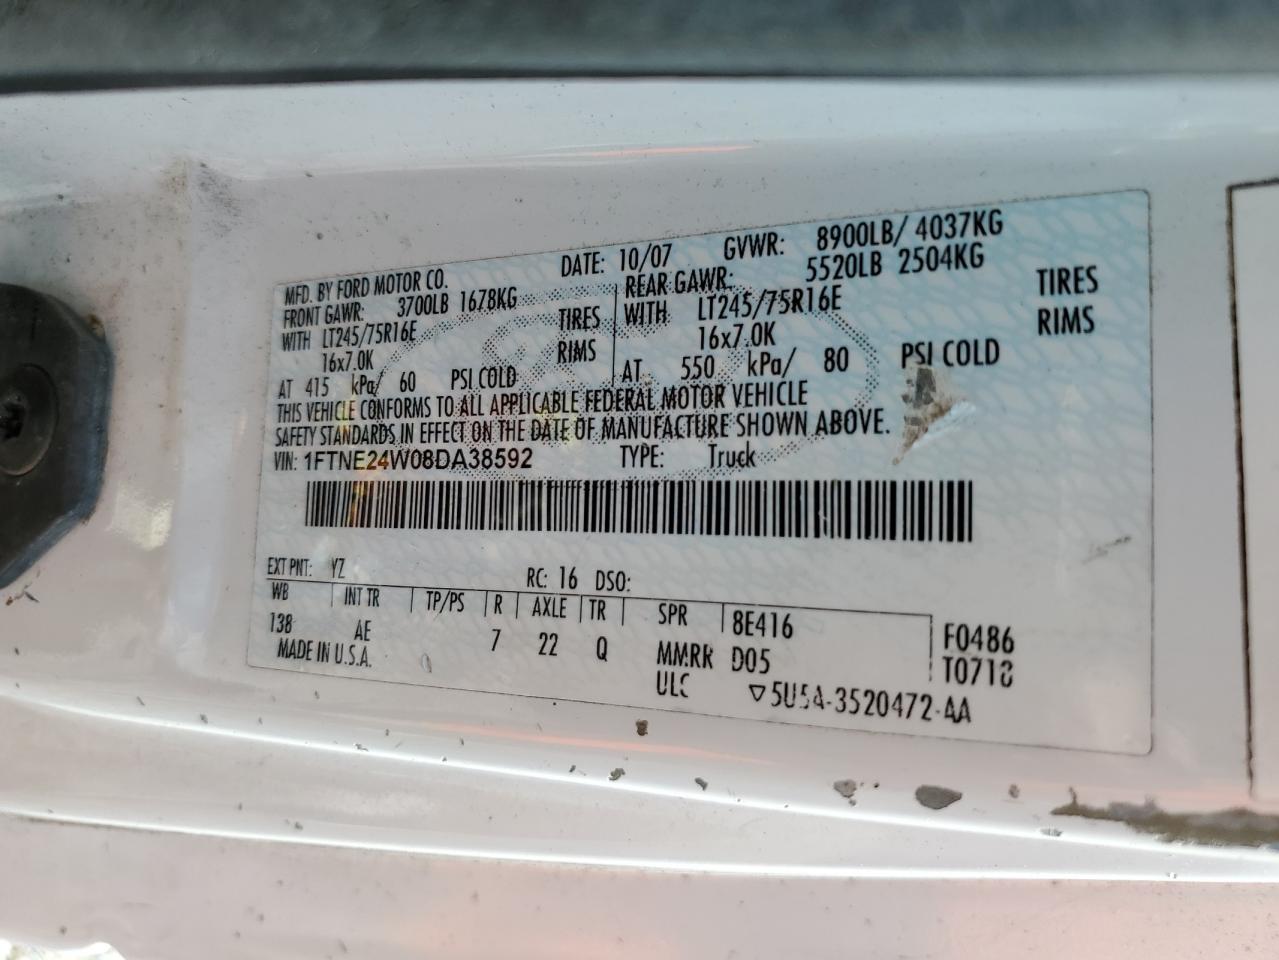 MFD. BY FORD MOTOR CO. DATE: 10/07 GVWR: 8900LB/ 4037KG
FRONT GAWR: 3700LB 1678KG REAR GAWR: 5520LB 2504KG
WITH LT245/75R16E TIRES WITH LT245/75R16E TIRES
16x7.0K RIMS 16x7.0K RIMS
AT 415 kPa/ 60 PSI COLD AT 550 kPa/ 80 PSI COLD
THIS VEHICLE CONFORMS TO ALL APPLICABLE FEDERAL MOTOR VEHICLE
SAFETY STANDARDS IN EFFECT ON THE DATE OF MANUFACTURE SHOWN ABOVE.
VIN: 1FTNE24W08DA38592 TYPE: Truck
EXT PNT: YZ RC: 16 DSO:
WB INT TR TP/PS R AXLE TR SPR 8E416 F0486
138 AE 7 22 Q MMRR D05 T0718
MADE IN U.S.A. ULC ▽5U5A-3520472-AA